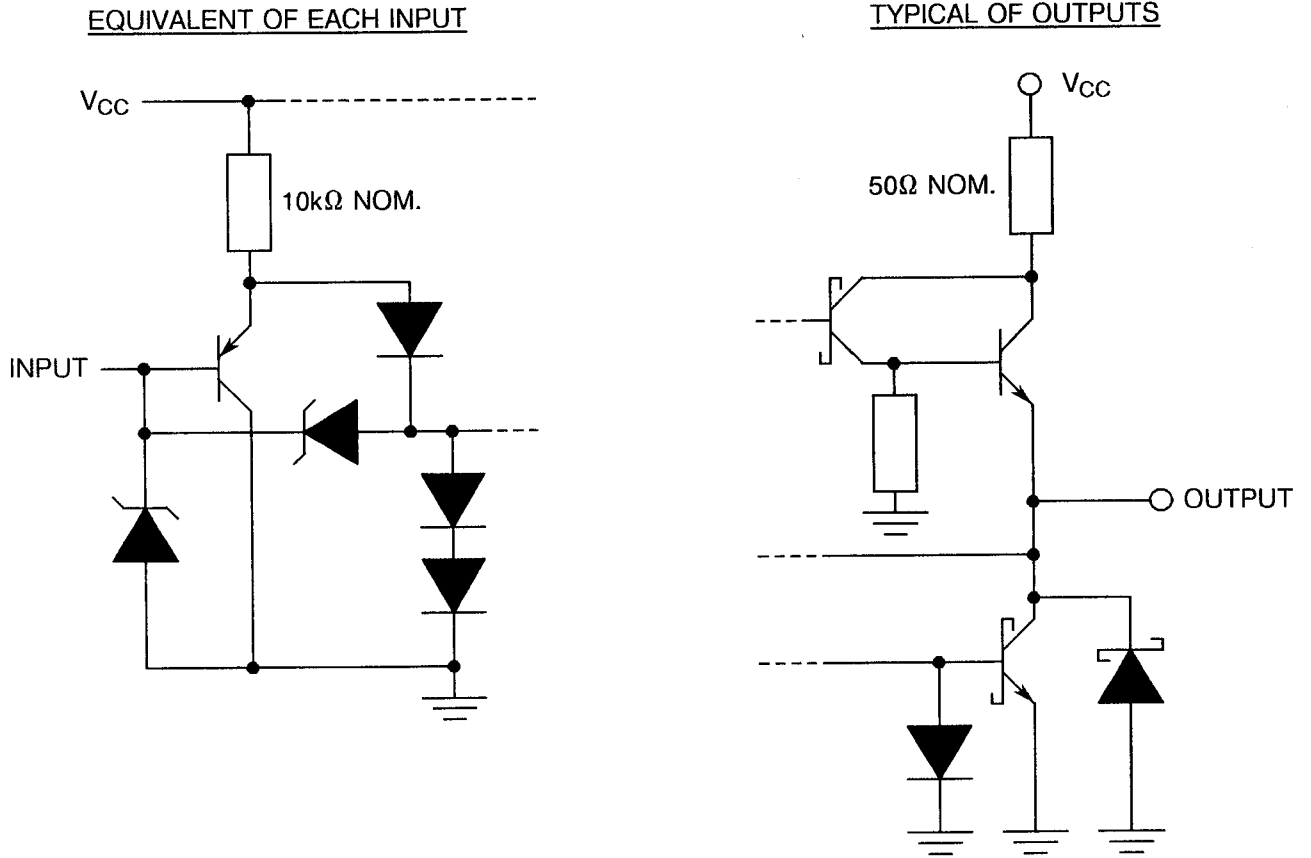 EQUIVALENT OF EACH INPUT
TYPICAL OF OUTPUTS
VCC
10kΩ NOM.
INPUT
VCC
50Ω NOM.
OUTPUT